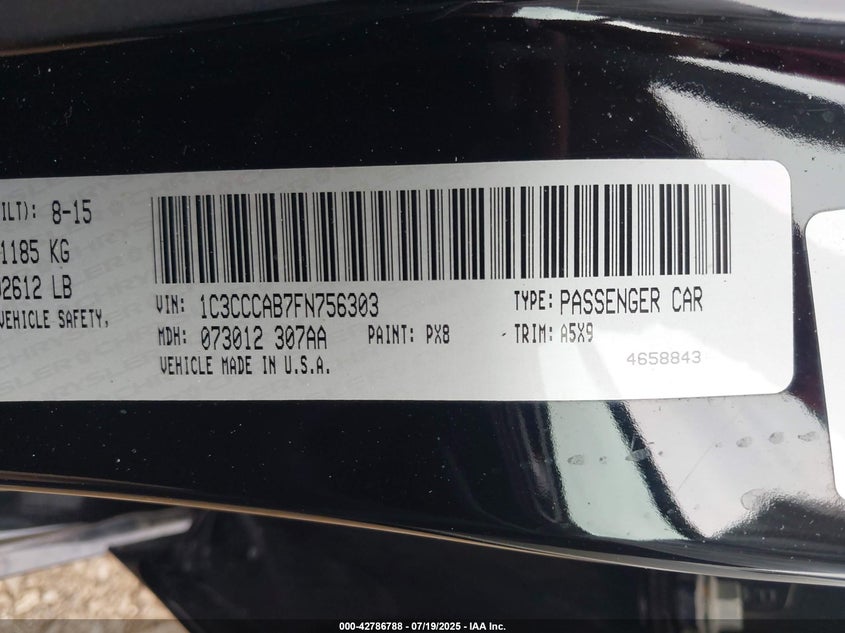 ILT): 8-15
1185 KG
02612 LB
VEHICLE SAFETY,
VIN: 1C3CCCAB7FN756303 TYPE: PASSENGER CAR
MDH: 073012 307AA PAINT: PX8 TRIM: A5X9
VEHICLE MADE IN U.S.A.
4658843
000-42786788 - 07/19/2025 - IAA Inc.